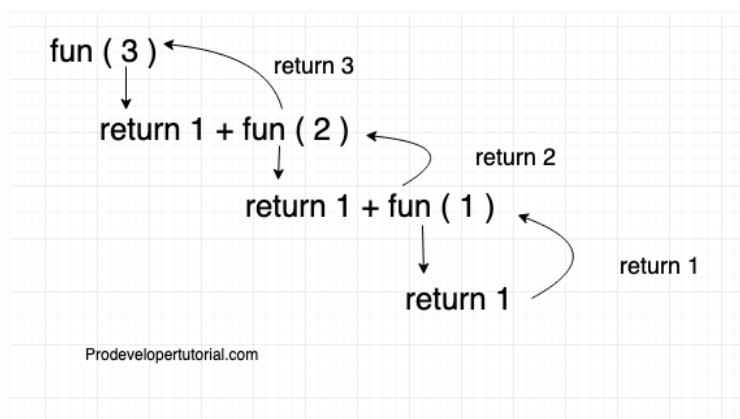 fun ( 3 )
return 3
return 1 + fun ( 2 )
return 2
return 1 + fun ( 1 )
return 1
return 1
Prodevelopertutorial.com